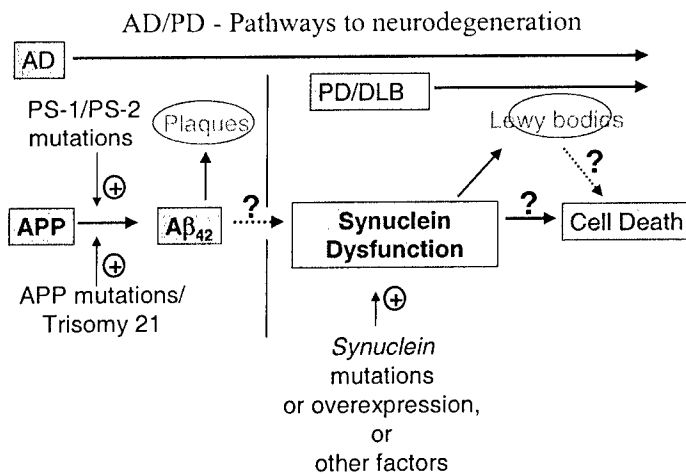 AD/PD - Pathways to neurodegeneration
AD
PD/DLB
PS-1/PS-2
mutations
Plaques
Lewy bodies
?
+
APP
Aβ42
?
Synuclein
Dysfunction
?
Cell Death
+
APP mutations/
Trisomy 21
+
Synuclein
mutations
or overexpression,
or
other factors